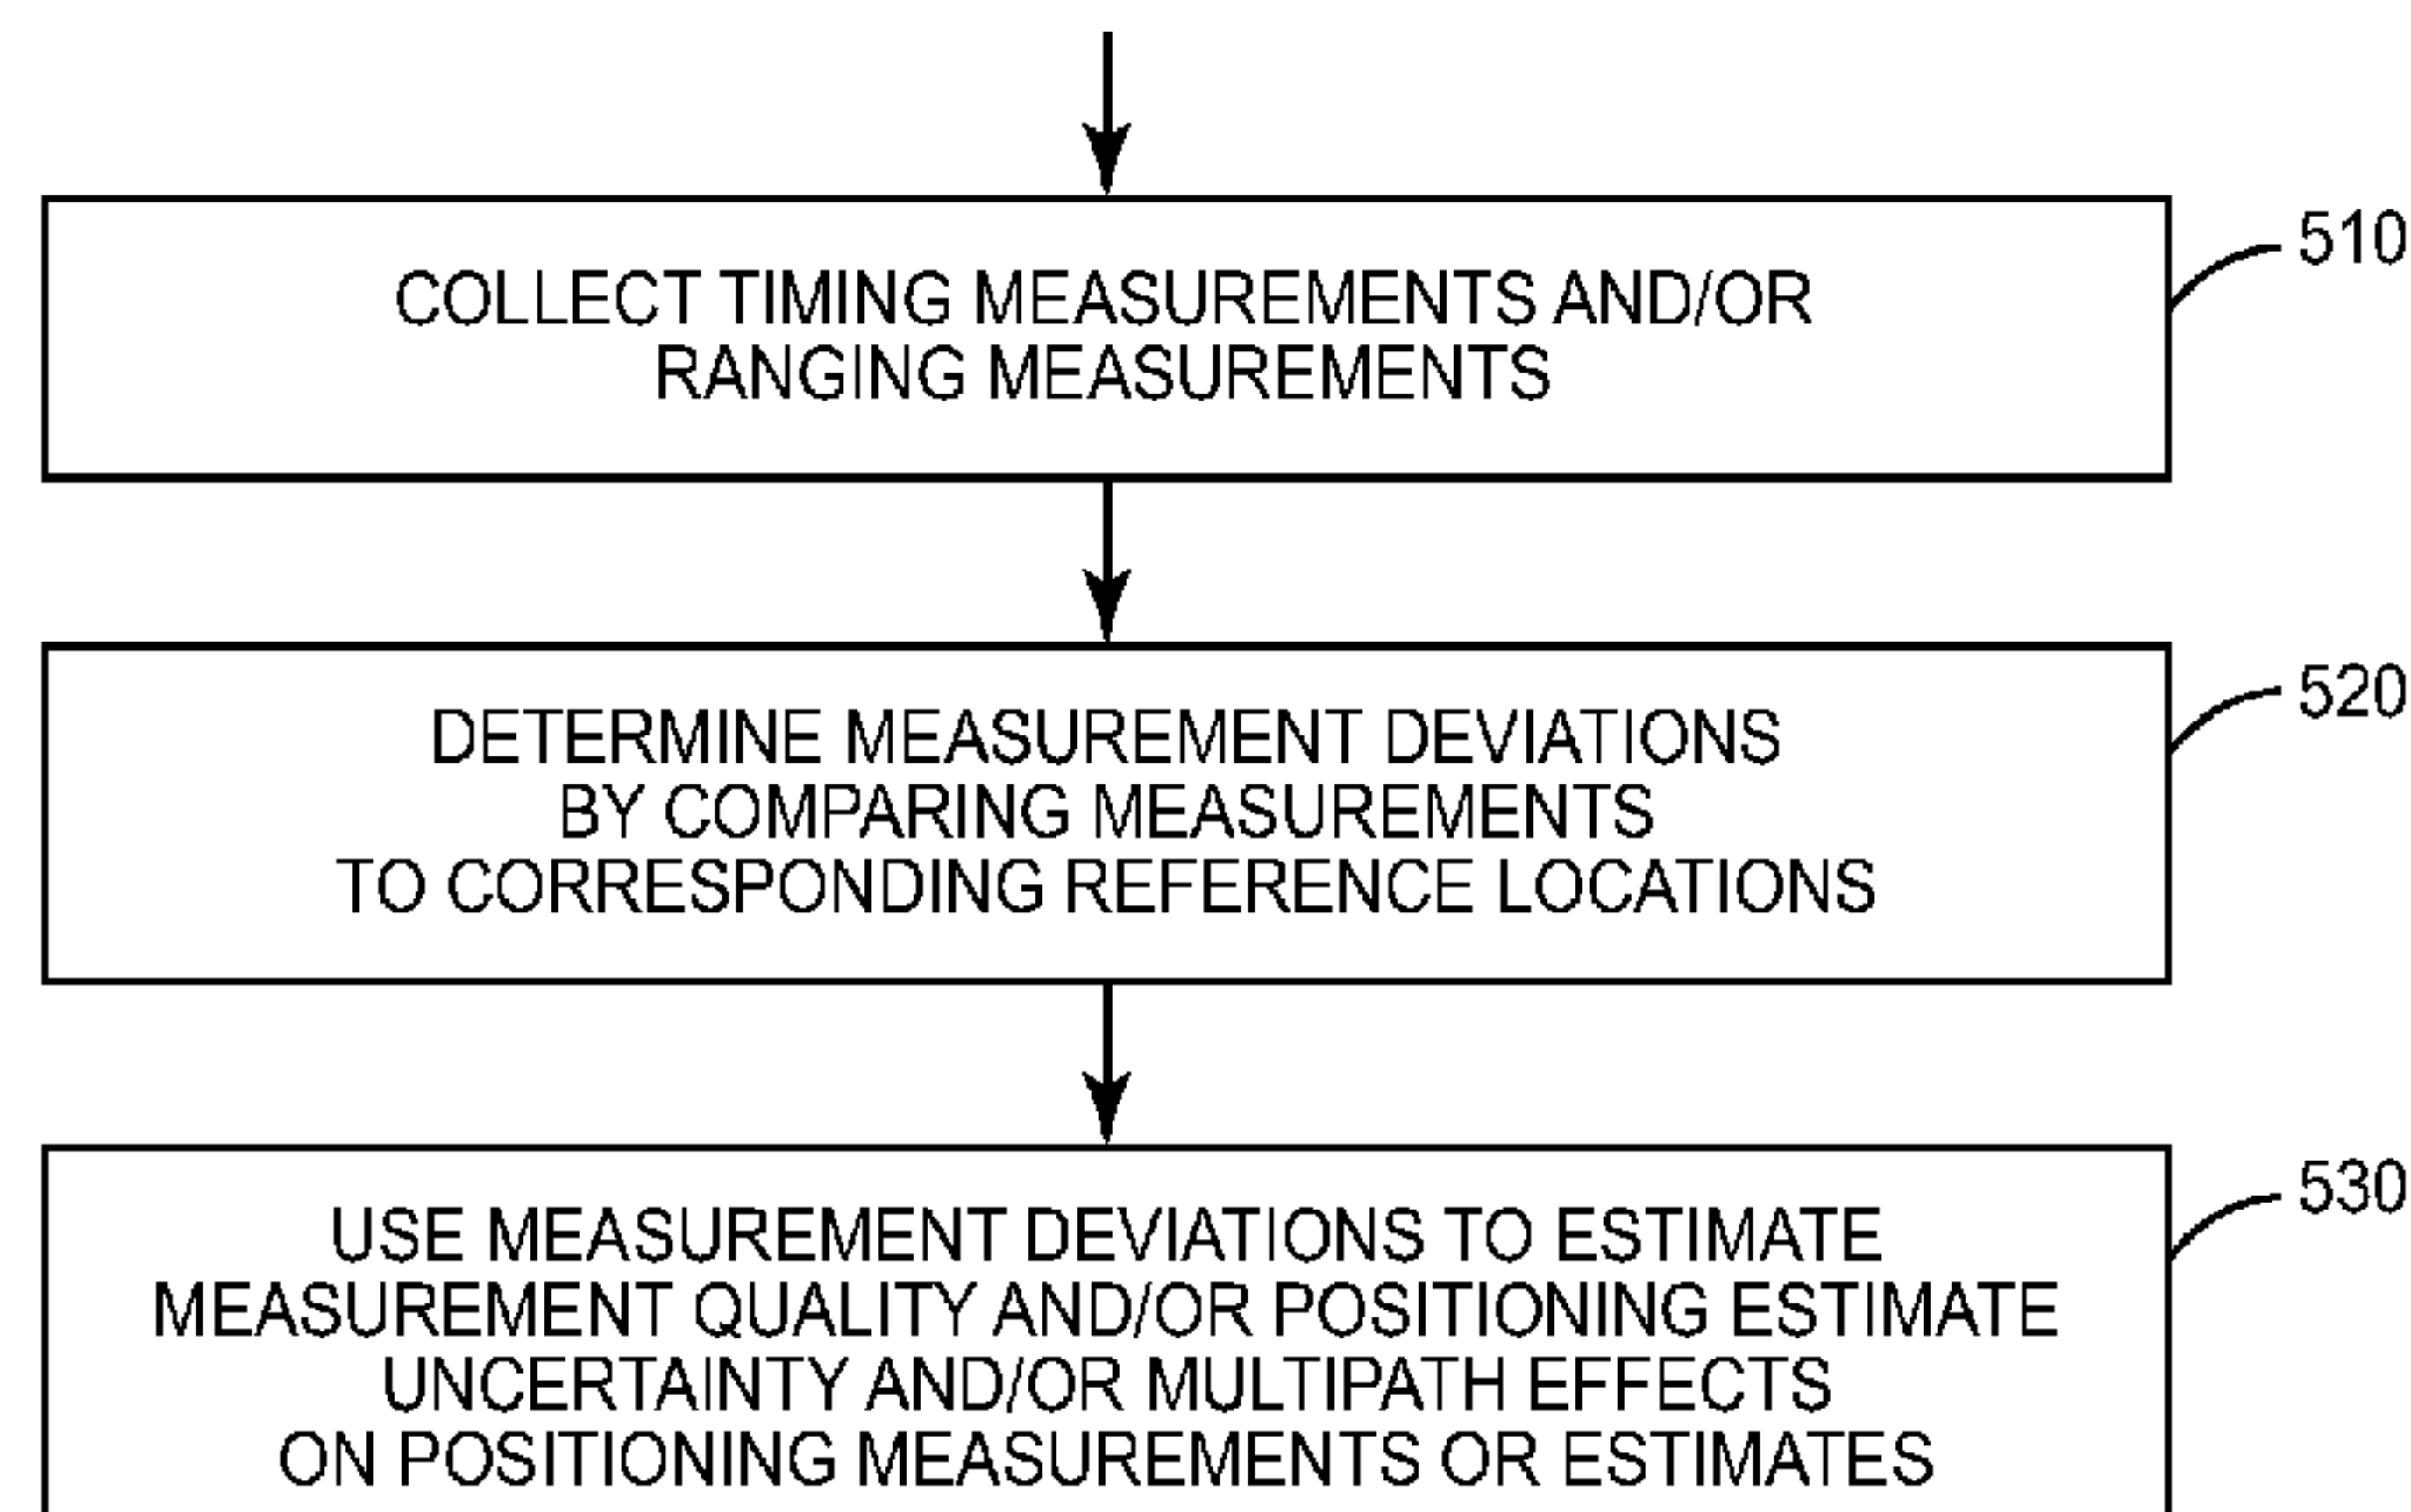 COLLECT TIMING MEASUREMENTS AND/OR
RANGING MEASUREMENTS
510
DETERMINE MEASUREMENT DEVIATIONS
BY COMPARING MEASUREMENTS
TO CORRESPONDING REFERENCE LOCATIONS
520
USE MEASUREMENT DEVIATIONS TO ESTIMATE
MEASUREMENT QUALITY AND/OR POSITIONING ESTIMATE
UNCERTAINTY AND/OR MULTIPATH EFFECTS
ON POSITIONING MEASUREMENTS OR ESTIMATES
530